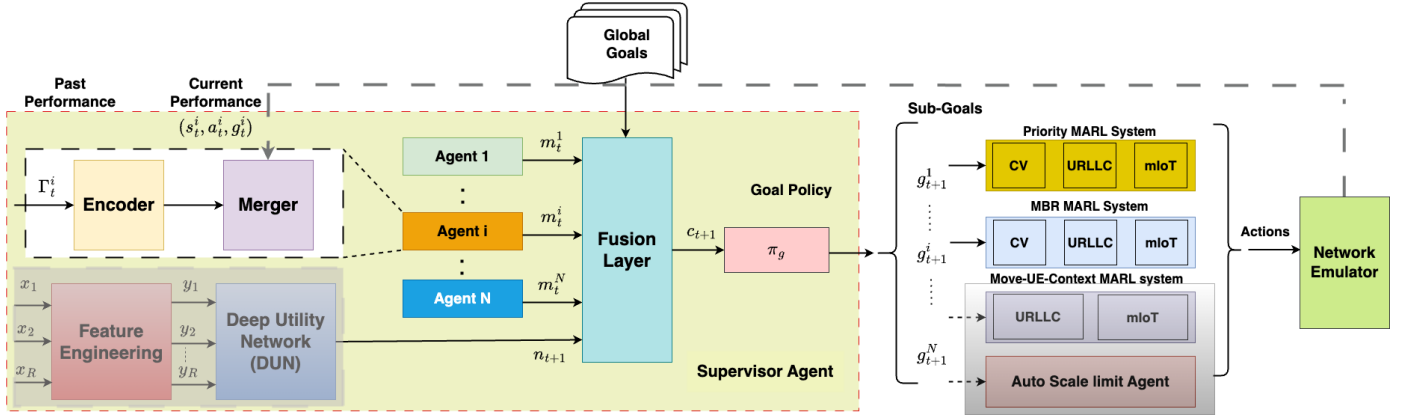 Global
Goals
Past
Performance
Current
Performance
(s_t^i, a_t^i, g_t^i)
Γ_t^i
Encoder
Merger
Agent 1
m_t^1
Agent i
m_t^i
Agent N
m_t^N
Fusion
Layer
Goal Policy
c_{t+1}
π_g
x_1
x_2
x_R
Feature
Engineering
y_1
y_2
y_R
Deep Utility
Network
(DUN)
n_{t+1}
Supervisor Agent
Sub-Goals
g_{t+1}^1
g_{t+1}^i
g_{t+1}^N
Priority MARL System
CV URLLC mIoT
MBR MARL System
CV URLLC mIoT
Move-UE-Context MARL system
URLLC mIoT
Auto Scale limit Agent
Actions
Network
Emulator